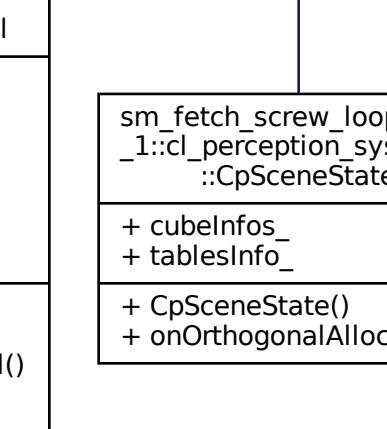 sm_fetch_screw_loop
_1::cl_perception_sys
::CpSceneState
+ cubeInfos_
+ tablesInfo_
+ CpSceneState()
+ onOrthogonalAlloc
l()